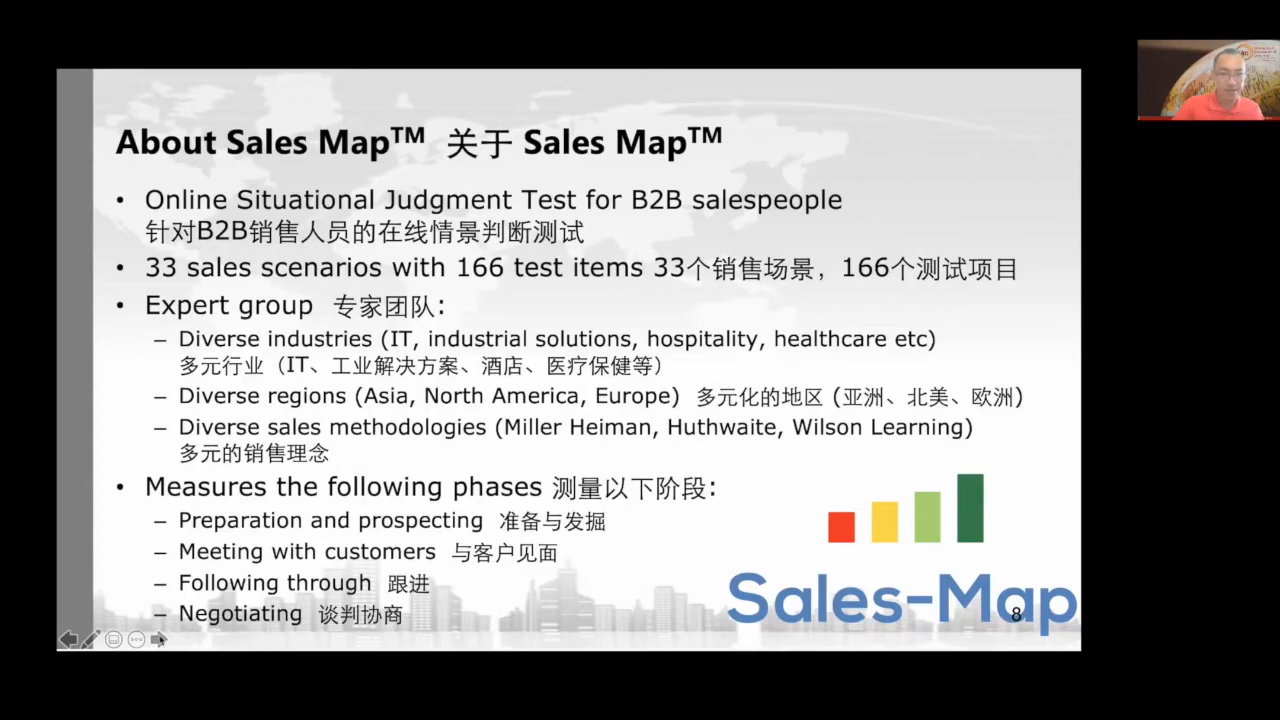 About Sales Map™ 关于 Sales Map™
• Online Situational Judgment Test for B2B salespeople
针对B2B销售人员的在线情景判断测试
• 33 sales scenarios with 166 test items 33个销售场景，166个测试项目
• Expert group 专家团队:
– Diverse industries (IT, industrial solutions, hospitality, healthcare etc)
多元行业（IT、工业解决方案、酒店、医疗保健等）
– Diverse regions (Asia, North America, Europe) 多元化的地区 (亚洲、北美、欧洲)
– Diverse sales methodologies (Miller Heiman, Huthwaite, Wilson Learning)
多元的销售理念
• Measures the following phases 测量以下阶段:
– Preparation and prospecting 准备与发掘
– Meeting with customers 与客户见面
– Following through 跟进
– Negotiating 谈判协商
Sales-Map
8